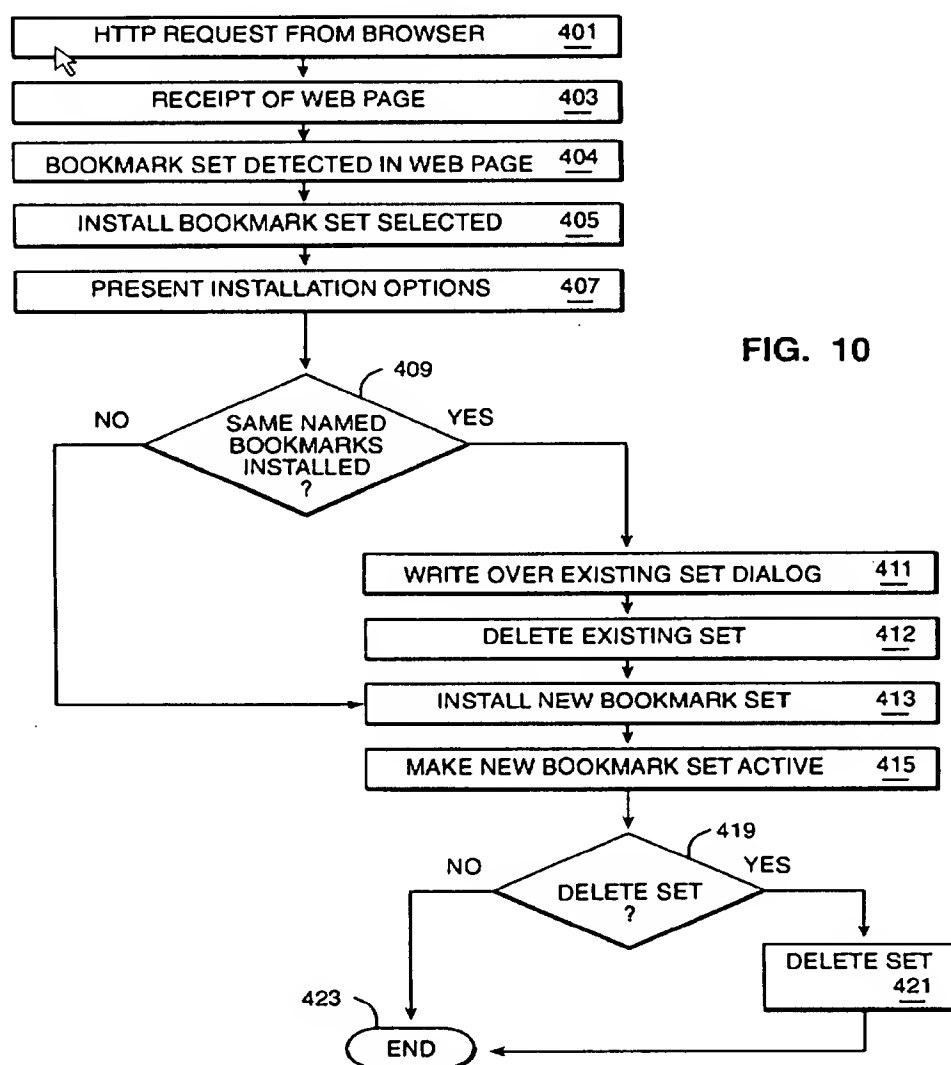 HTTP REQUEST FROM BROWSER 401
RECEIPT OF WEB PAGE 403
BOOKMARK SET DETECTED IN WEB PAGE 404
INSTALL BOOKMARK SET SELECTED 405
PRESENT INSTALLATION OPTIONS 407
FIG. 10
409
NO
SAME NAMED
BOOKMARKS
INSTALLED
?
YES
WRITE OVER EXISTING SET DIALOG 411
DELETE EXISTING SET 412
INSTALL NEW BOOKMARK SET 413
MAKE NEW BOOKMARK SET ACTIVE 415
419
NO
DELETE SET
?
YES
DELETE SET
421
423
END